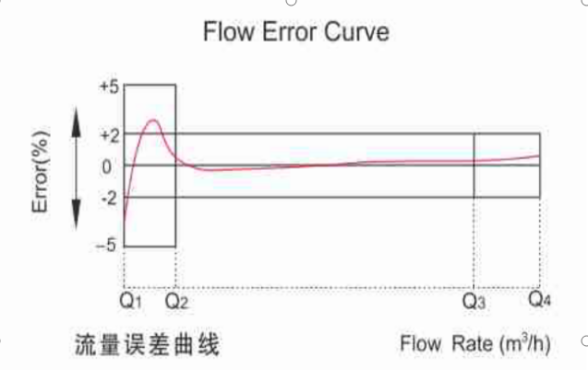 Flow Error Curve
+5
+2
0
-2
–5
Error(%)
Q1 Q2 Q3 Q4
流量误差曲线
Flow Rate (m³/h)